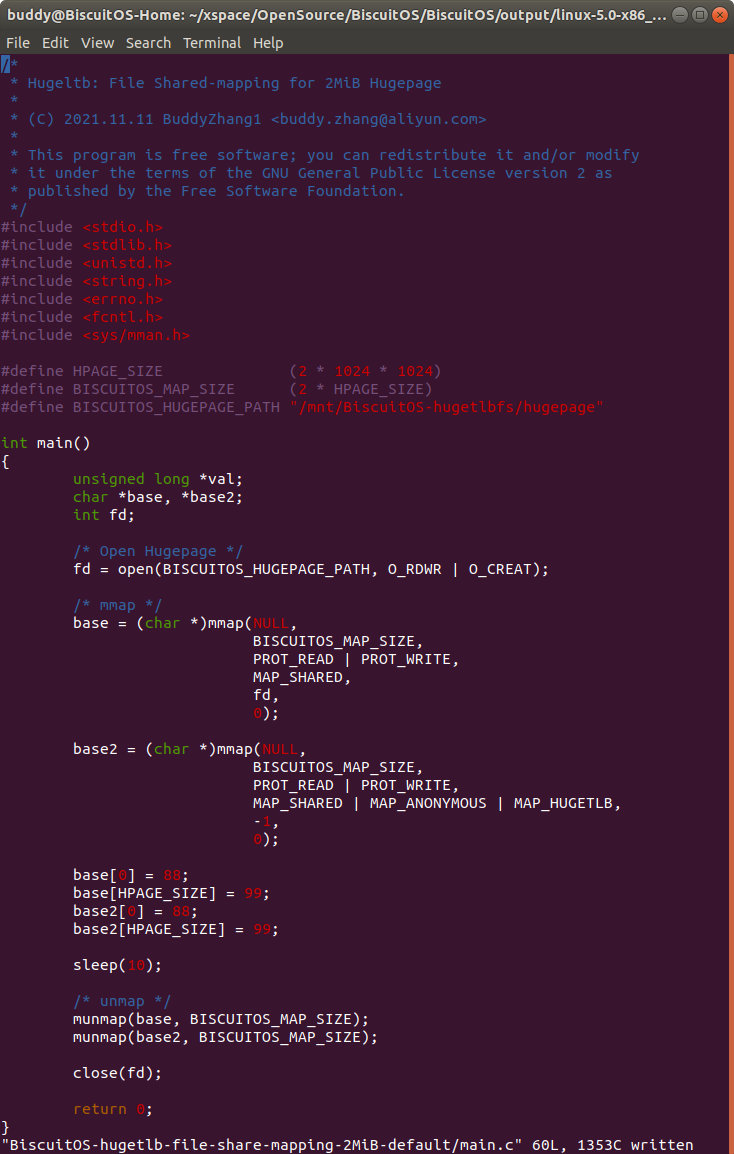 buddy@BiscuitOS-Home: ~/xspace/OpenSource/BiscuitOS/BiscuitOS/output/linux-5.0-x86_...
File Edit View Search Terminal Help
/*
 * Hugeltb: File Shared-mapping for 2MiB Hugepage
 *
 * (C) 2021.11.11 BuddyZhang1 <buddy.zhang@aliyun.com>
 *
 * This program is free software; you can redistribute it and/or modify
 * it under the terms of the GNU General Public License version 2 as
 * published by the Free Software Foundation.
 */
#include <stdio.h>
#include <stdlib.h>
#include <unistd.h>
#include <string.h>
#include <errno.h>
#include <fcntl.h>
#include <sys/mman.h>

#define HPAGE_SIZE              (2 * 1024 * 1024)
#define BISCUITOS_MAP_SIZE      (2 * HPAGE_SIZE)
#define BISCUITOS_HUGEPAGE_PATH "/mnt/BiscuitOS-hugetlbfs/hugepage"

int main()
{
        unsigned long *val;
        char *base, *base2;
        int fd;

        /* Open Hugepage */
        fd = open(BISCUITOS_HUGEPAGE_PATH, O_RDWR | O_CREAT);

        /* mmap */
        base = (char *)mmap(NULL,
                            BISCUITOS_MAP_SIZE,
                            PROT_READ | PROT_WRITE,
                            MAP_SHARED,
                            fd,
                            0);

        base2 = (char *)mmap(NULL,
                            BISCUITOS_MAP_SIZE,
                            PROT_READ | PROT_WRITE,
                            MAP_SHARED | MAP_ANONYMOUS | MAP_HUGETLB,
                            -1,
                            0);

        base[0] = 88;
        base[HPAGE_SIZE] = 99;
        base2[0] = 88;
        base2[HPAGE_SIZE] = 99;

        sleep(10);

        /* unmap */
        munmap(base, BISCUITOS_MAP_SIZE);
        munmap(base2, BISCUITOS_MAP_SIZE);

        close(fd);

        return 0;
}
"BiscuitOS-hugetlb-file-share-mapping-2MiB-default/main.c" 60L, 1353C written